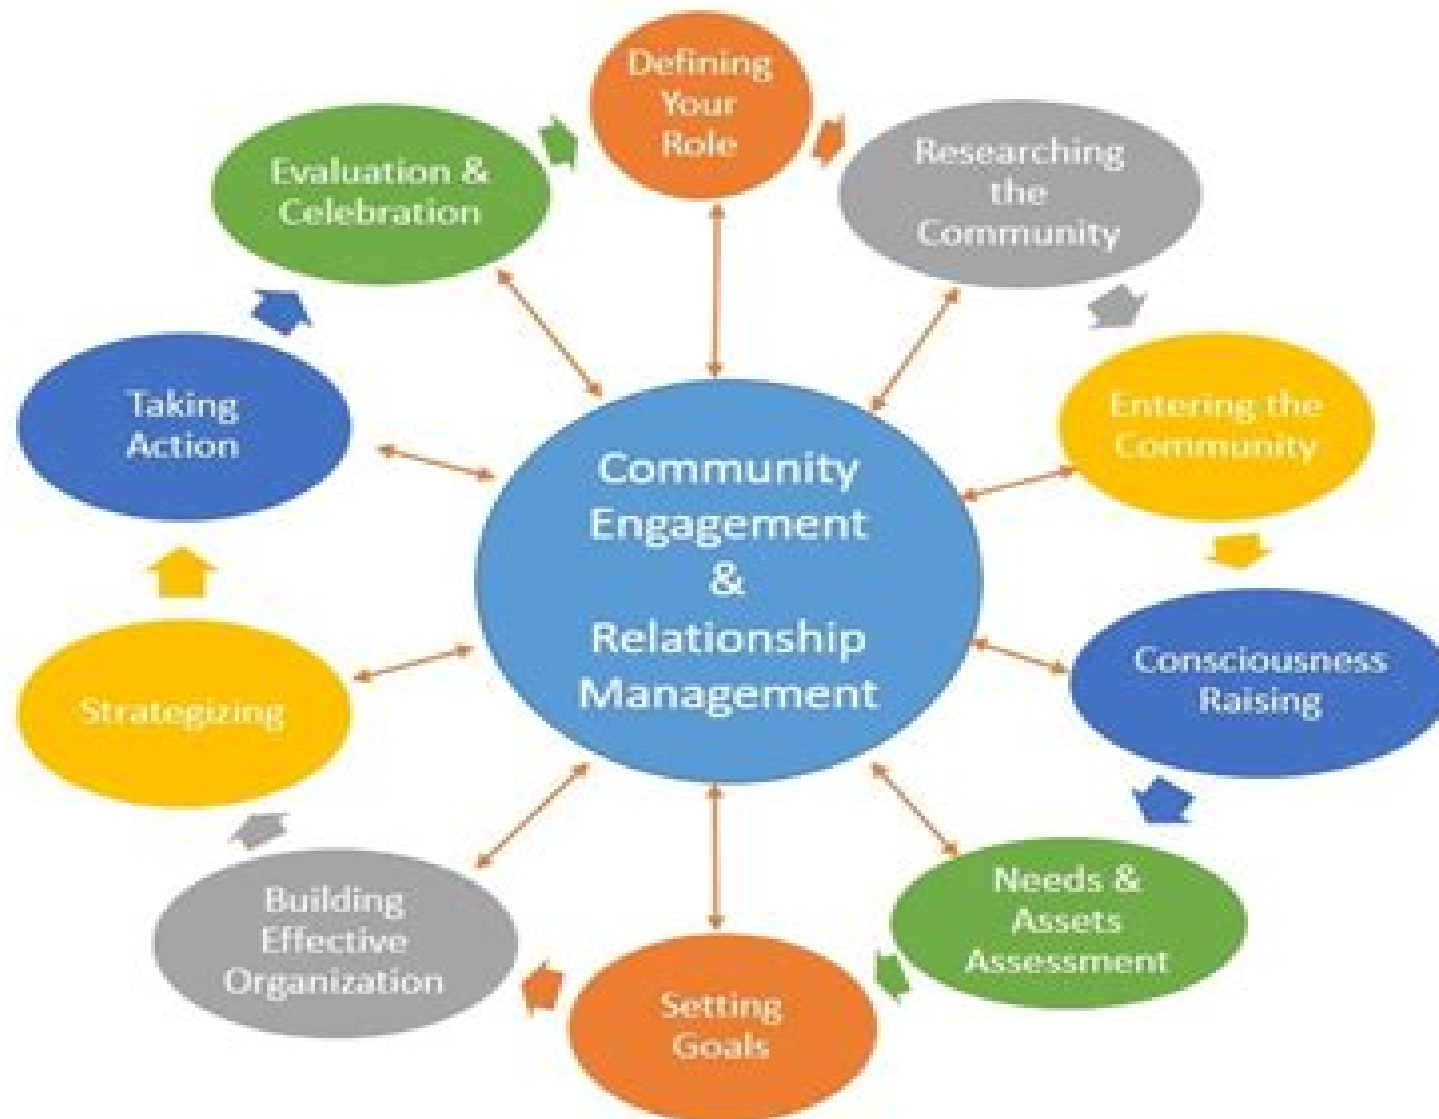 Defining
Your
Role
Researching
the
Community
Entering the
Community
Consciousness
Raising
Needs &
Assets
Assessment
Setting
Goals
Building
Effective
Organization
Strategizing
Taking
Action
Evaluation &
Celebration
Community
Engagement
&
Relationship
Management